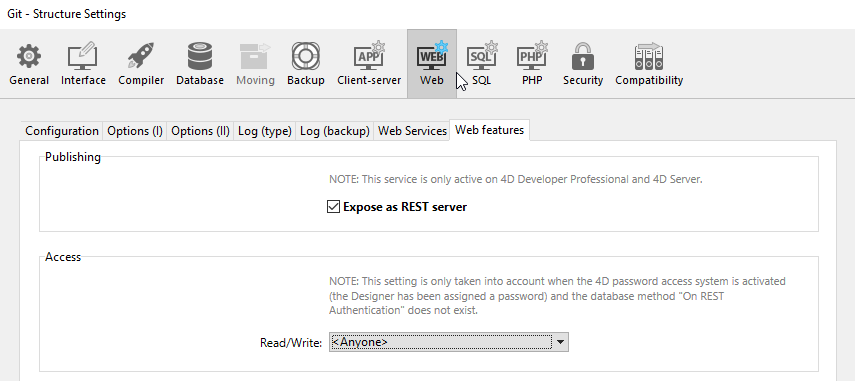 Git - Structure Settings
APP WEB SQL PHP
General Interface Compiler Database Moving Backup Client-server Web SQL PHP Security Compatibility
Configuration Options (I) Options (II) Log (type) Log (backup) Web Services Web features
Publishing
NOTE: This service is only active on 4D Developer Professional and 4D Server.
Expose as REST server
Access
NOTE: This setting is only taken into account when the 4D password access system is activated
(the Designer has been assigned a password) and the database method "On REST
Authentication" does not exist.
Read/Write: <Anyone>